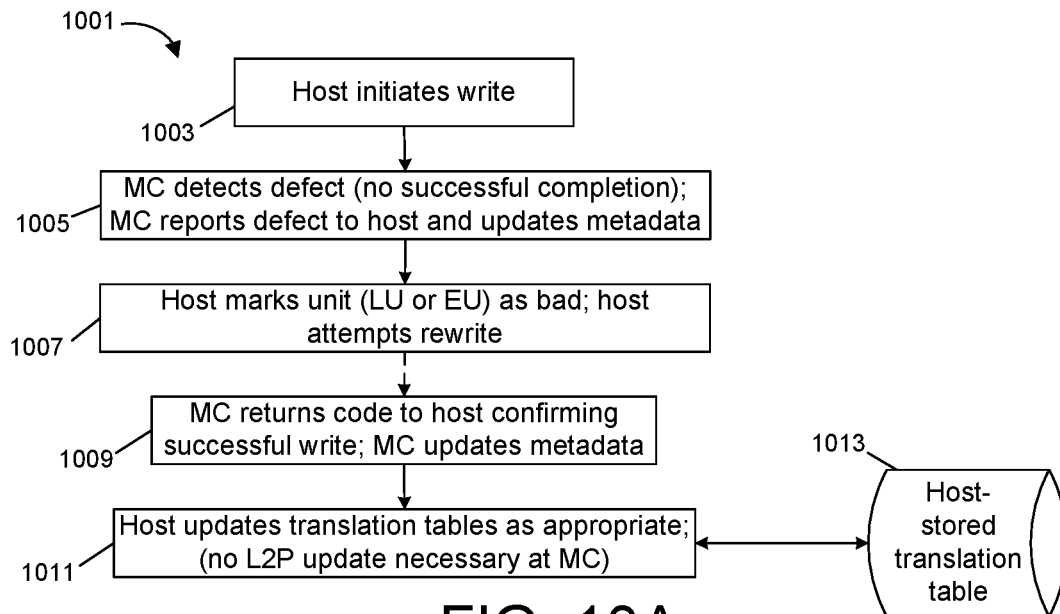 1001
Host initiates write
1003
MC detects defect (no successful completion);
MC reports defect to host and updates metadata
1005
Host marks unit (LU or EU) as bad; host
attempts rewrite
1007
MC returns code to host confirming
successful write; MC updates metadata
1009
1013
Host-
stored
translation
table
Host updates translation tables as appropriate;
(no L2P update necessary at MC)
1011
FIG. 10A